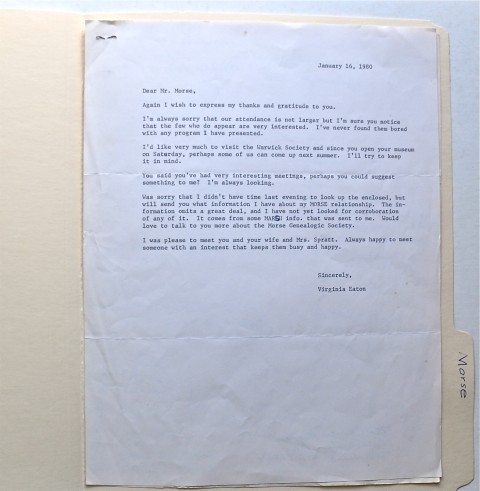 January 16, 1980
Dear Mr. Morse,
Again I wish to express my thanks and gratitude to you.
I'm always sorry that our attendance is not larger but I'm sure you notice
that the few who do appear are very interested. I've never found them bored
with any program I have presented.
I'd like very much to visit the Warwick Society and since you open your museum
on Saturday, perhaps some of us can come up next summer. I'll try to keep
it in mind.
You said you've had very interesting meetings, perhaps you could suggest
something to me? I'm always looking.
Was sorry that I didn't have time last evening to look up the enclosed, but
will send you what information I have about my MORSE relationship. The in-
formation omits a great deal, and I have not yet looked for corroboration
of any of it. It comes from some MARSH info. that was sent to me. Would
love to talk to you more about the Morse Genealogic Society.
I was please to meet you and your wife and Mrs. Spratt. Always happy to meet
someone with an interest that keeps them busy and happy.
Sincerely,
Virginia Eaton
Morse